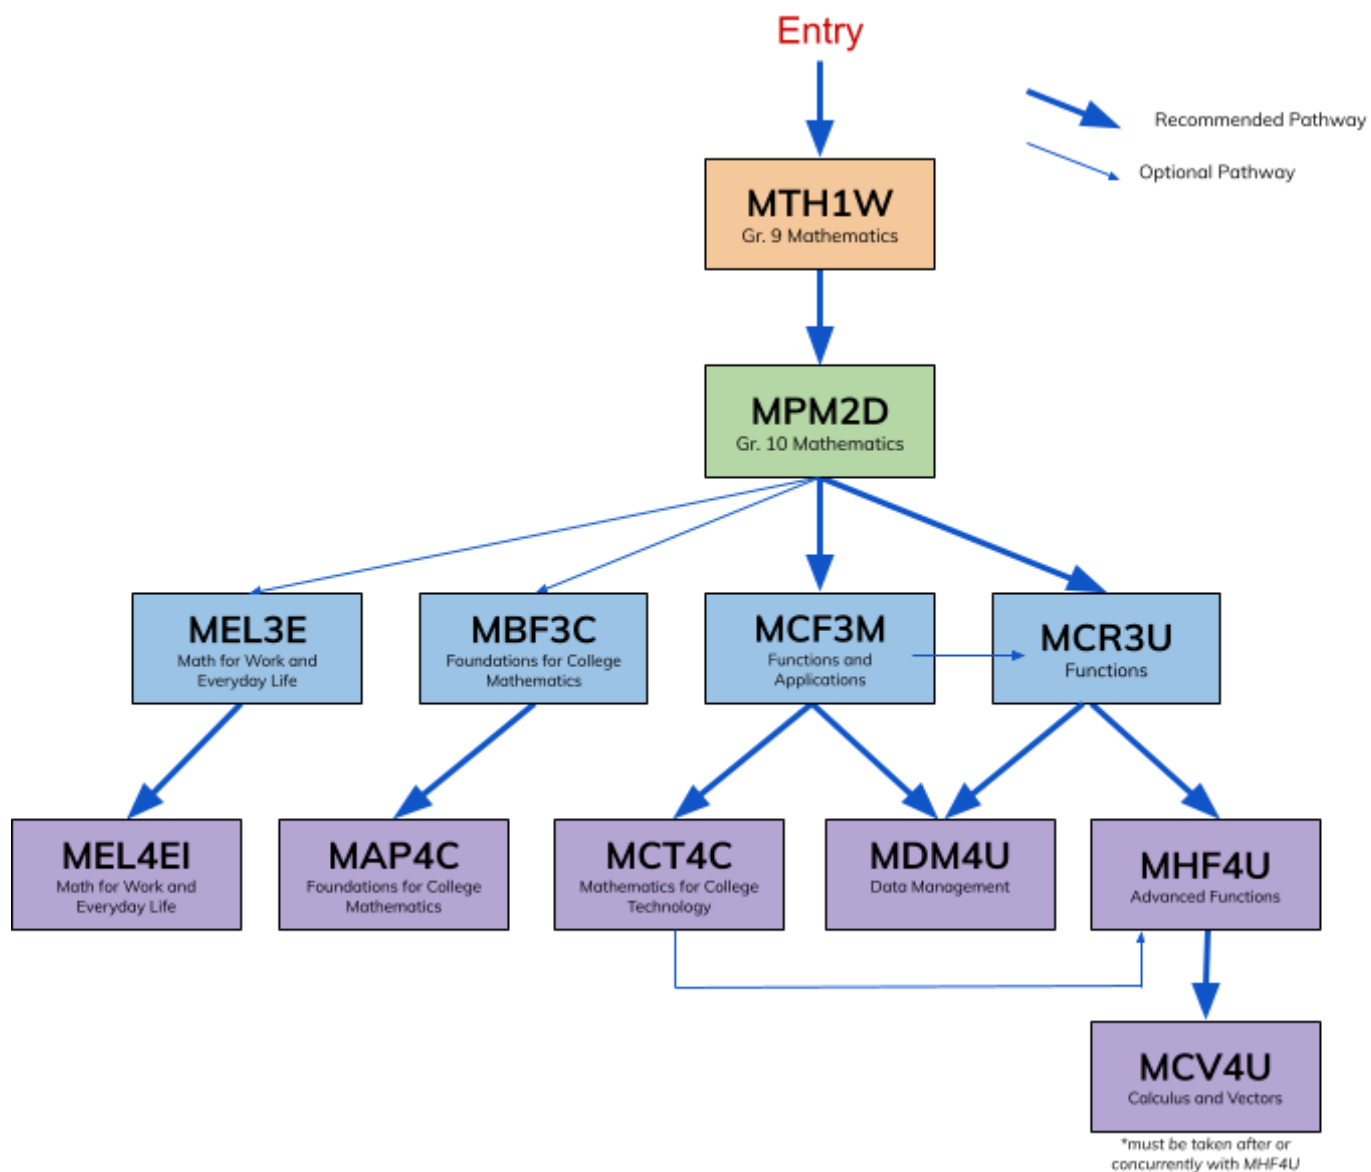 Entry
Recommended Pathway
Optional Pathway
MTH1W
Gr. 9 Mathematics
MPM2D
Gr. 10 Mathematics
MEL3E
Math for Work and
Everyday Life
MBF3C
Foundations for College
Mathematics
MCF3M
Functions and
Applications
MCR3U
Functions
MEL4EI
Math for Work and
Everyday Life
MAP4C
Foundations for College
Mathematics
MCT4C
Mathematics for College
Technology
MDM4U
Data Management
MHF4U
Advanced Functions
MCV4U
Calculus and Vectors
*must be taken after or
concurrently with MHF4U